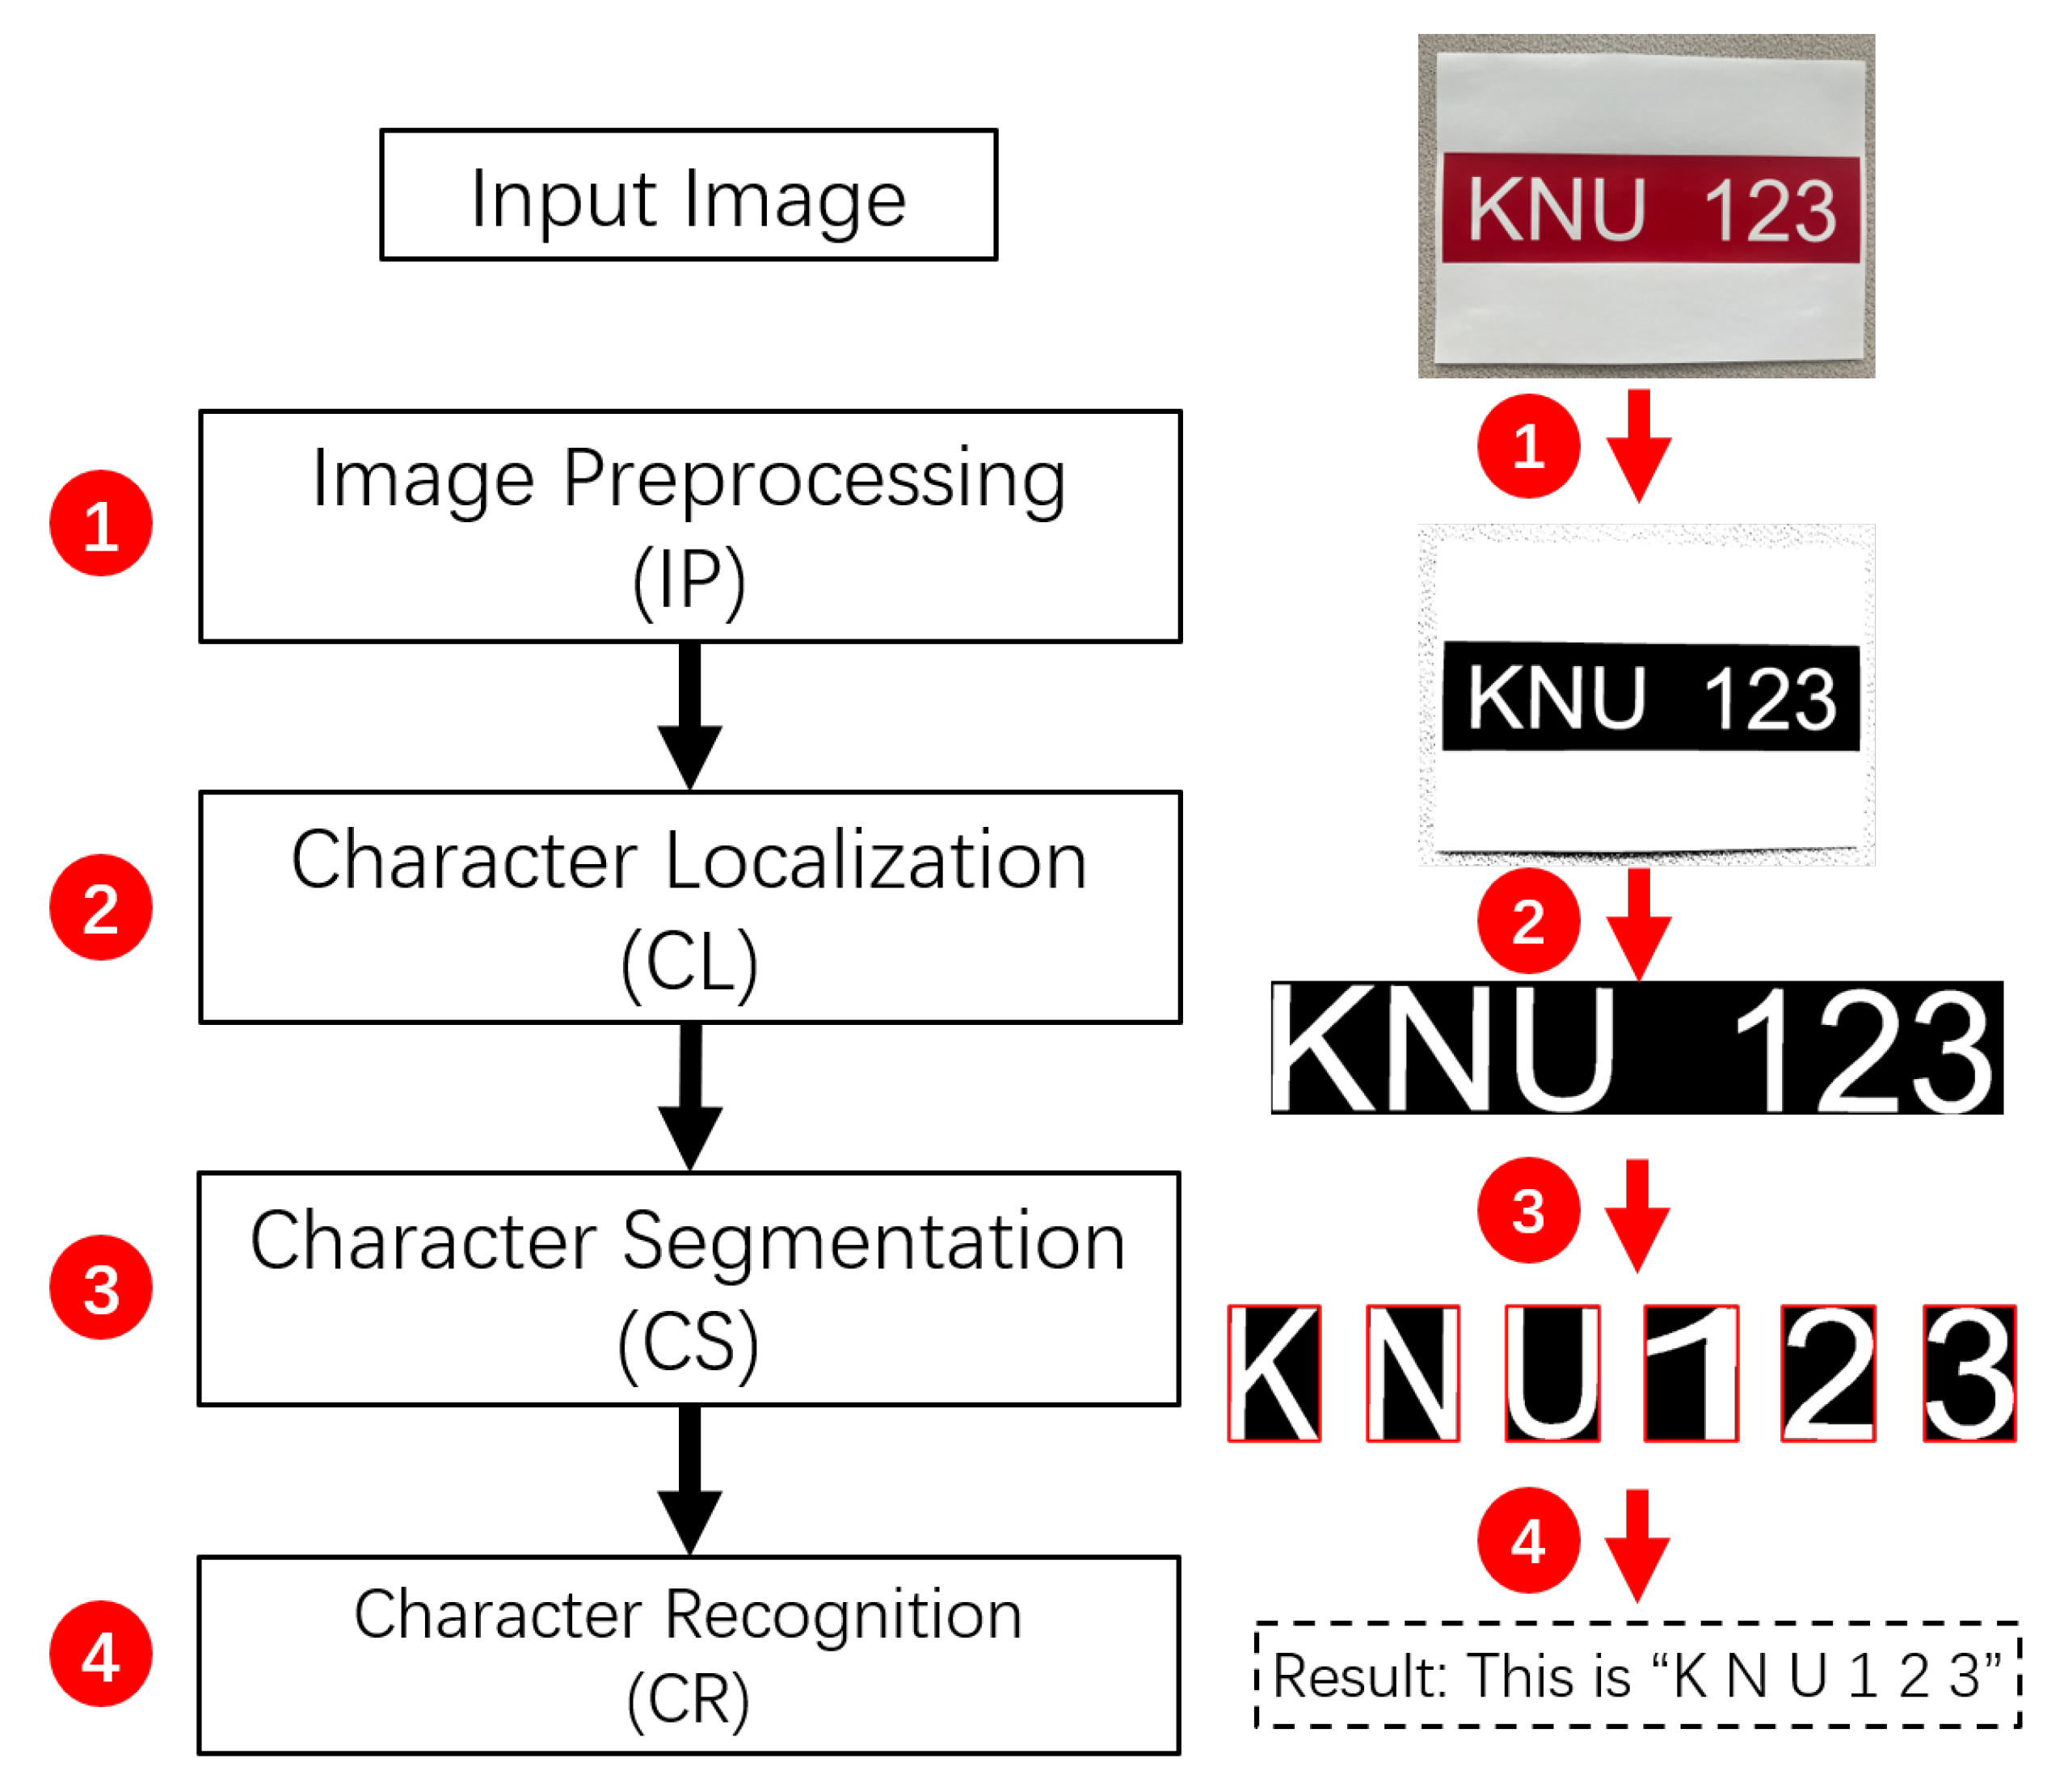 Input Image
1
Image Preprocessing
(IP)
2
Character Localization
(CL)
3
Character Segmentation
(CS)
4
Character Recognition
(CR)
KNU 123
1
KNU 123
2
KNU 123
3
K N U 1 2 3
4
Result: This is “K N U 1 2 3”